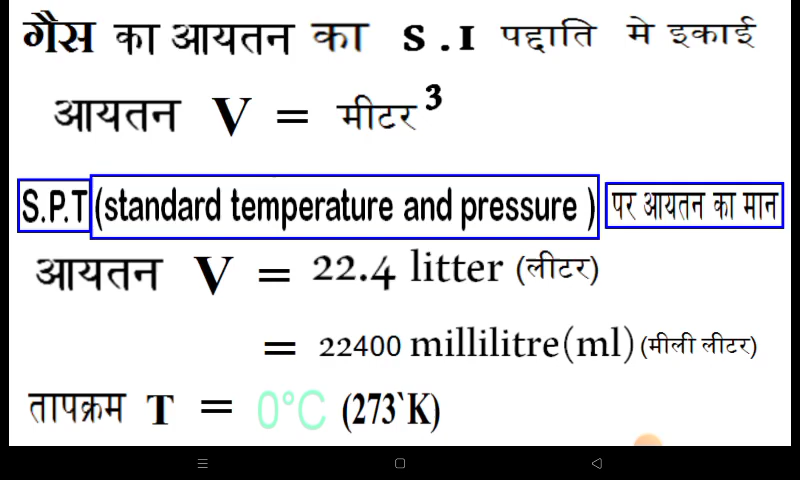 गैस का आयतन का S.I पद्दाति मे इकाई
आयतन V = मीटर³
S.P.T (standard temperature and pressure ) पर आयतन का मान
आयतन V = 22.4 litter (लीटर)
= 22400 millilitre(ml) (मीली लीटर)
तापक्रम T = 0°C (273`K)